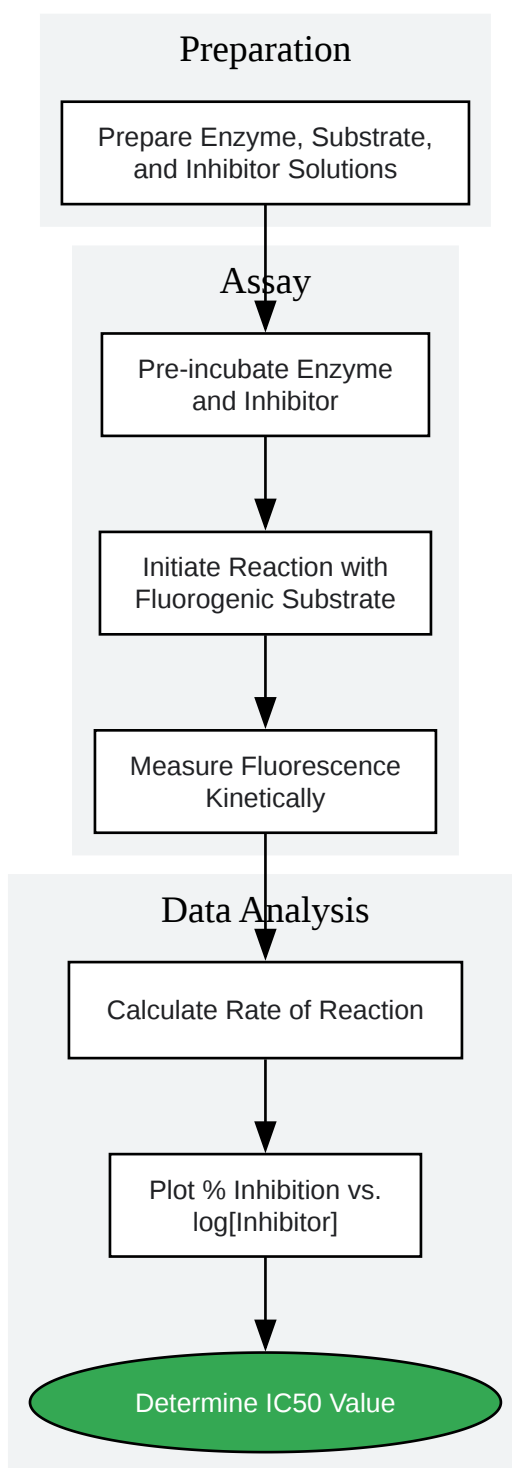 Preparation
Prepare Enzyme, Substrate,
and Inhibitor Solutions
Assay
Pre-incubate Enzyme
and Inhibitor
Initiate Reaction with
Fluorogenic Substrate
Measure Fluorescence
Kinetically
Data Analysis
Calculate Rate of Reaction
Plot % Inhibition vs.
log[Inhibitor]
Determine IC50 Value